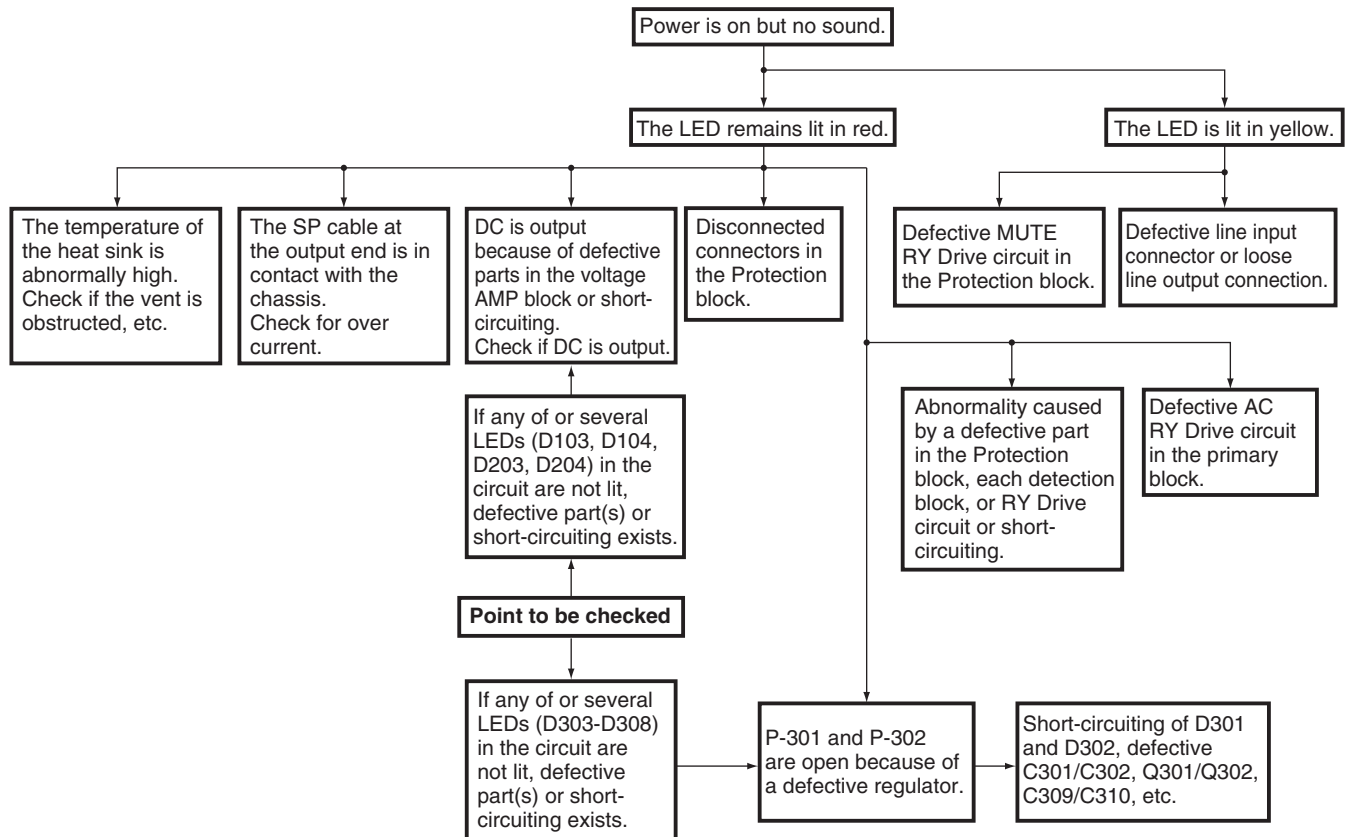 Power is on but no sound.
The LED remains lit in red.
The LED is lit in yellow.
The temperature of
the heat sink is
abnormally high.
Check if the vent is
obstructed, etc.
The SP cable at
the output end is in
contact with the
chassis.
Check for over
current.
DC is output
because of defective
parts in the voltage
AMP block or short-
circuiting.
Check if DC is output.
Disconnected
connectors in
the Protection
block.
Defective MUTE
RY Drive circuit in
the Protection block.
Defective line input
connector or loose
line output connection.
If any of or several
LEDs (D103, D104,
D203, D204) in the
circuit are not lit,
defective part(s) or
short-circuiting exists.
Abnormality caused
by a defective part
in the Protection
block, each detection
block, or RY Drive
circuit or short-
circuiting.
Defective AC
RY Drive circuit
in the primary
block.
Point to be checked
If any of or several
LEDs (D303-D308)
in the circuit are
not lit, defective
part(s) or short-
circuiting exists.
P-301 and P-302
are open because of
a defective regulator.
Short-circuiting of D301
and D302, defective
C301/C302, Q301/Q302,
C309/C310, etc.